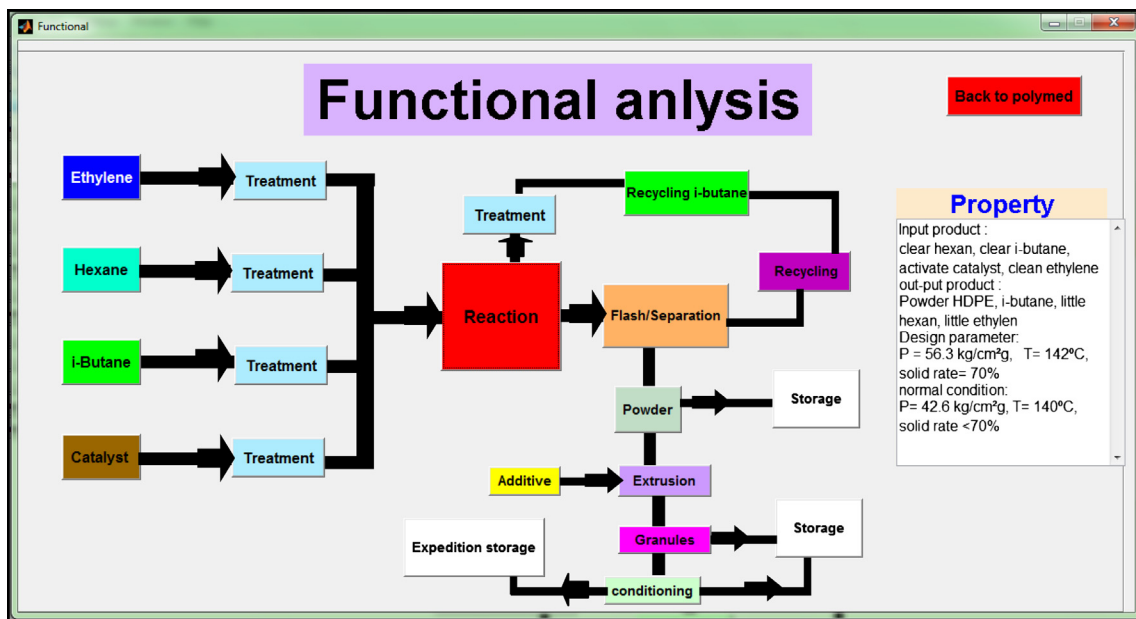 Functional
Functional anlysis
Back to polymed
Ethylene
Treatment
Recycling i-butane
Treatment
Property
Input product :
clear hexan, clear i-butane,
activate catalyst, clean ethylene
out-put product :
Powder HDPE, i-butane, little
hexan, little ethylen
Design parameter:
P = 56.3 kg/cm²g, T= 142ºC,
solid rate= 70%
normal condition:
P= 42.6 kg/cm²g, T= 140ºC,
solid rate <70%
Hexane
Treatment
Recycling
Reaction
Flash/Separation
i-Butane
Treatment
Powder
Storage
Catalyst
Treatment
Additive
Extrusion
Expedition storage
Granules
Storage
conditioning